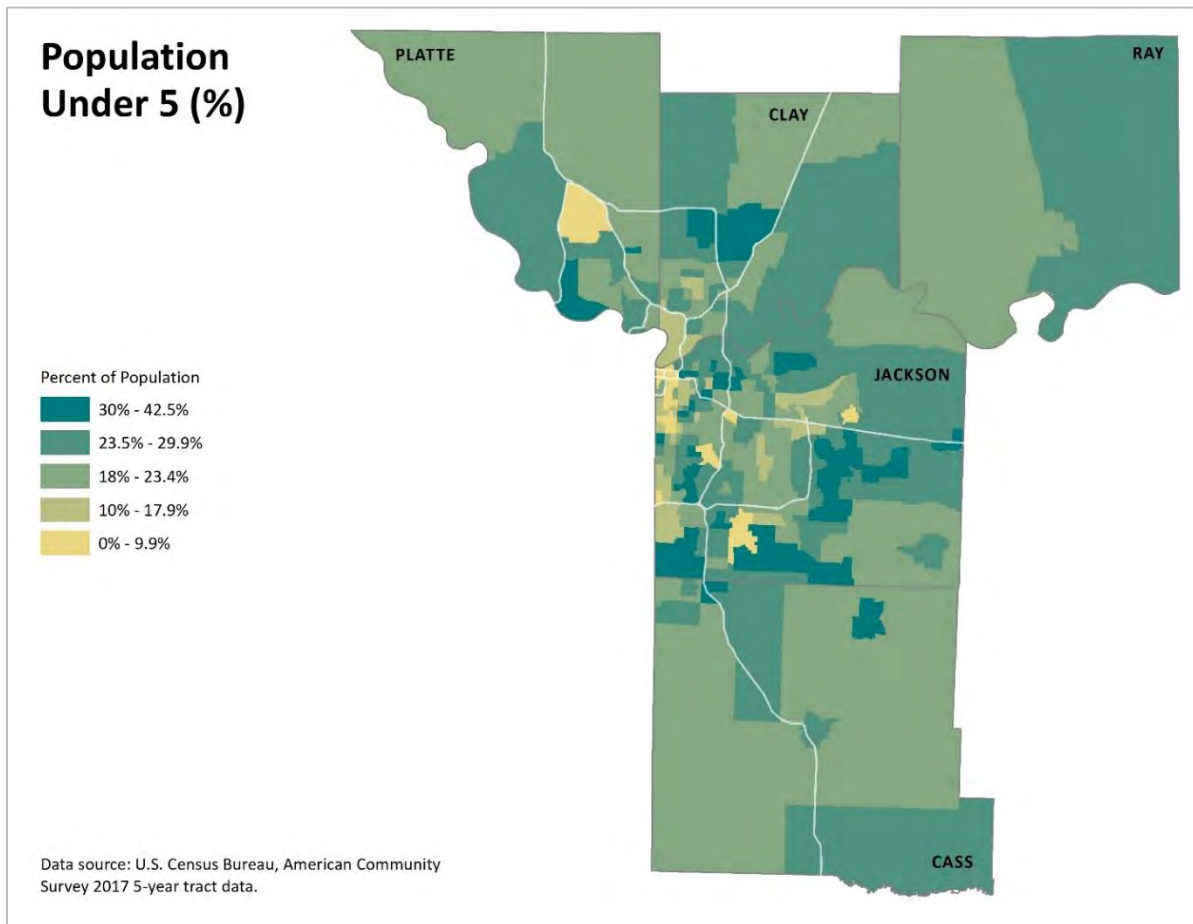 Population
Under 5 (%)
PLATTE
RAY
CLAY
JACKSON
Percent of Population
30% - 42.5%
23.5% - 29.9%
18% - 23.4%
10% - 17.9%
0% - 9.9%
CASS
Data source: U.S. Census Bureau, American Community
Survey 2017 5-year tract data.